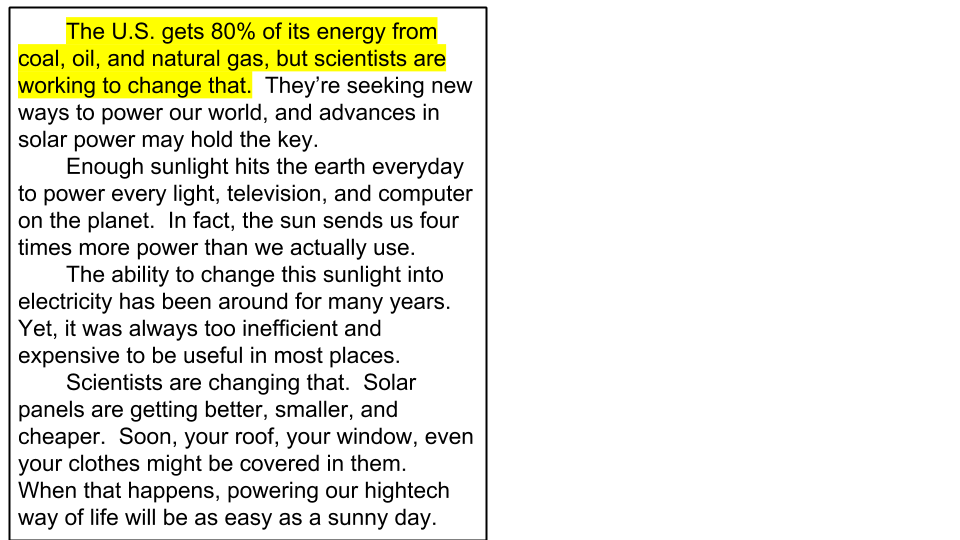 The U.S. gets 80% of its energy from
coal, oil, and natural gas, but scientists are
working to change that.  They're seeking new
ways to power our world, and advances in
solar power may hold the key.
Enough sunlight hits the earth everyday
to power every light, television, and computer
on the planet.  In fact, the sun sends us four
times more power than we actually use.
The ability to change this sunlight into
electricity has been around for many years.
Yet, it was always too inefficient and
expensive to be useful in most places.
Scientists are changing that.  Solar
panels are getting better, smaller, and
cheaper.  Soon, your roof, your window, even
your clothes might be covered in them.
When that happens, powering our hightech
way of life will be as easy as a sunny day.